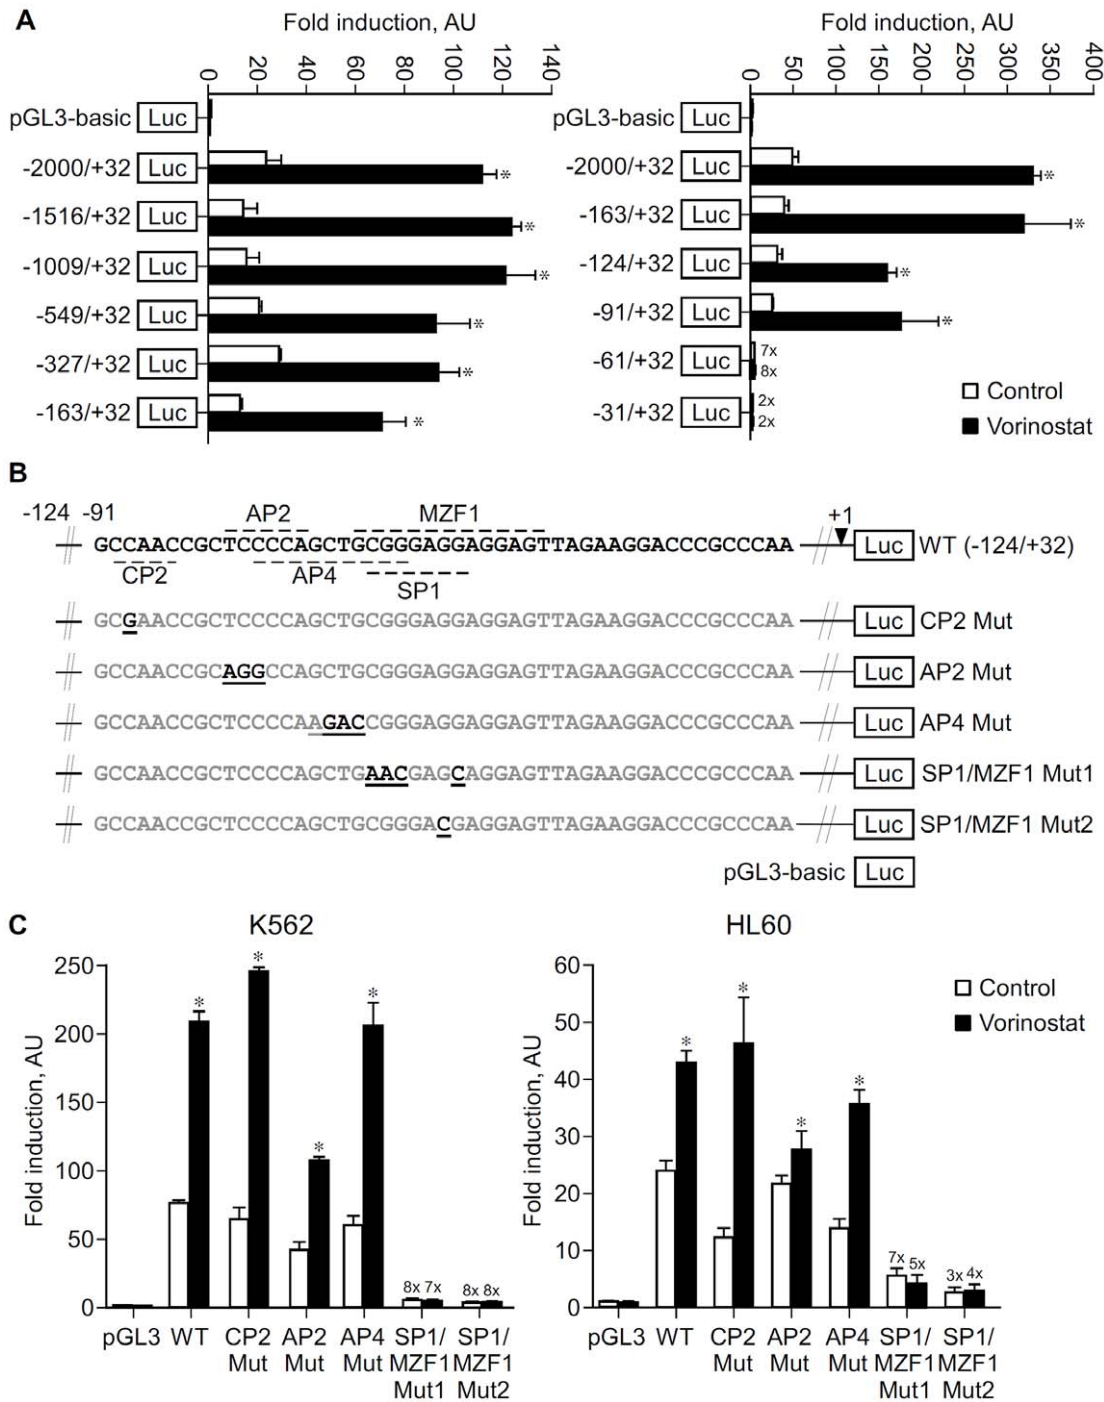 A
Fold induction, AU
0 20 40 60 80 100 120 140
pGL3-basic Luc
-2000/+32 Luc *
-1516/+32 Luc *
-1009/+32 Luc *
-549/+32 Luc *
-327/+32 Luc *
-163/+32 Luc *
Fold induction, AU
0 50 100 150 200 250 300 350 400
pGL3-basic Luc
-2000/+32 Luc *
-163/+32 Luc *
-124/+32 Luc *
-91/+32 Luc *
-61/+32 Luc 7x 8x
-31/+32 Luc 2x 2x
Control
Vorinostat
B
-124 -91 AP2 MZF1 +1
GCCAACCGCTCCCCAGCTGCGGGAGGAGGAGTTAGAAGGACCCGCCCAA Luc WT (-124/+32)
CP2 AP4 SP1
GCGAACCGCTCCCCAGCTGCGGGAGGAGGAGTTAGAAGGACCCGCCCAA Luc CP2 Mut
GCCAACCGCAGGCCAGCTGCGGGAGGAGGAGTTAGAAGGACCCGCCCAA Luc AP2 Mut
GCCAACCGCTCCCCAAGACCGGGAGGAGGAGTTAGAAGGACCCGCCCAA Luc AP4 Mut
GCCAACCGCTCCCCAGCTGAACGAGCAGGAGTTAGAAGGACCCGCCCAA Luc SP1/MZF1 Mut1
GCCAACCGCTCCCCAGCTGCGGGACGAGGAGTTAGAAGGACCCGCCCAA Luc SP1/MZF1 Mut2
pGL3-basic Luc
C
K562
Fold induction, AU
250
200
150
100
50
0
* * * *
8x 7x 8x 8x
pGL3 WT CP2 AP2 AP4 SP1/ SP1/
Mut Mut Mut MZF1 MZF1
Mut1 Mut2
HL60
Fold induction, AU
60
50
40
30
20
10
0
* * * *
7x 5x 3x 4x
pGL3 WT CP2 AP2 AP4 SP1/ SP1/
Mut Mut Mut MZF1 MZF1
Mut1 Mut2
Control
Vorinostat